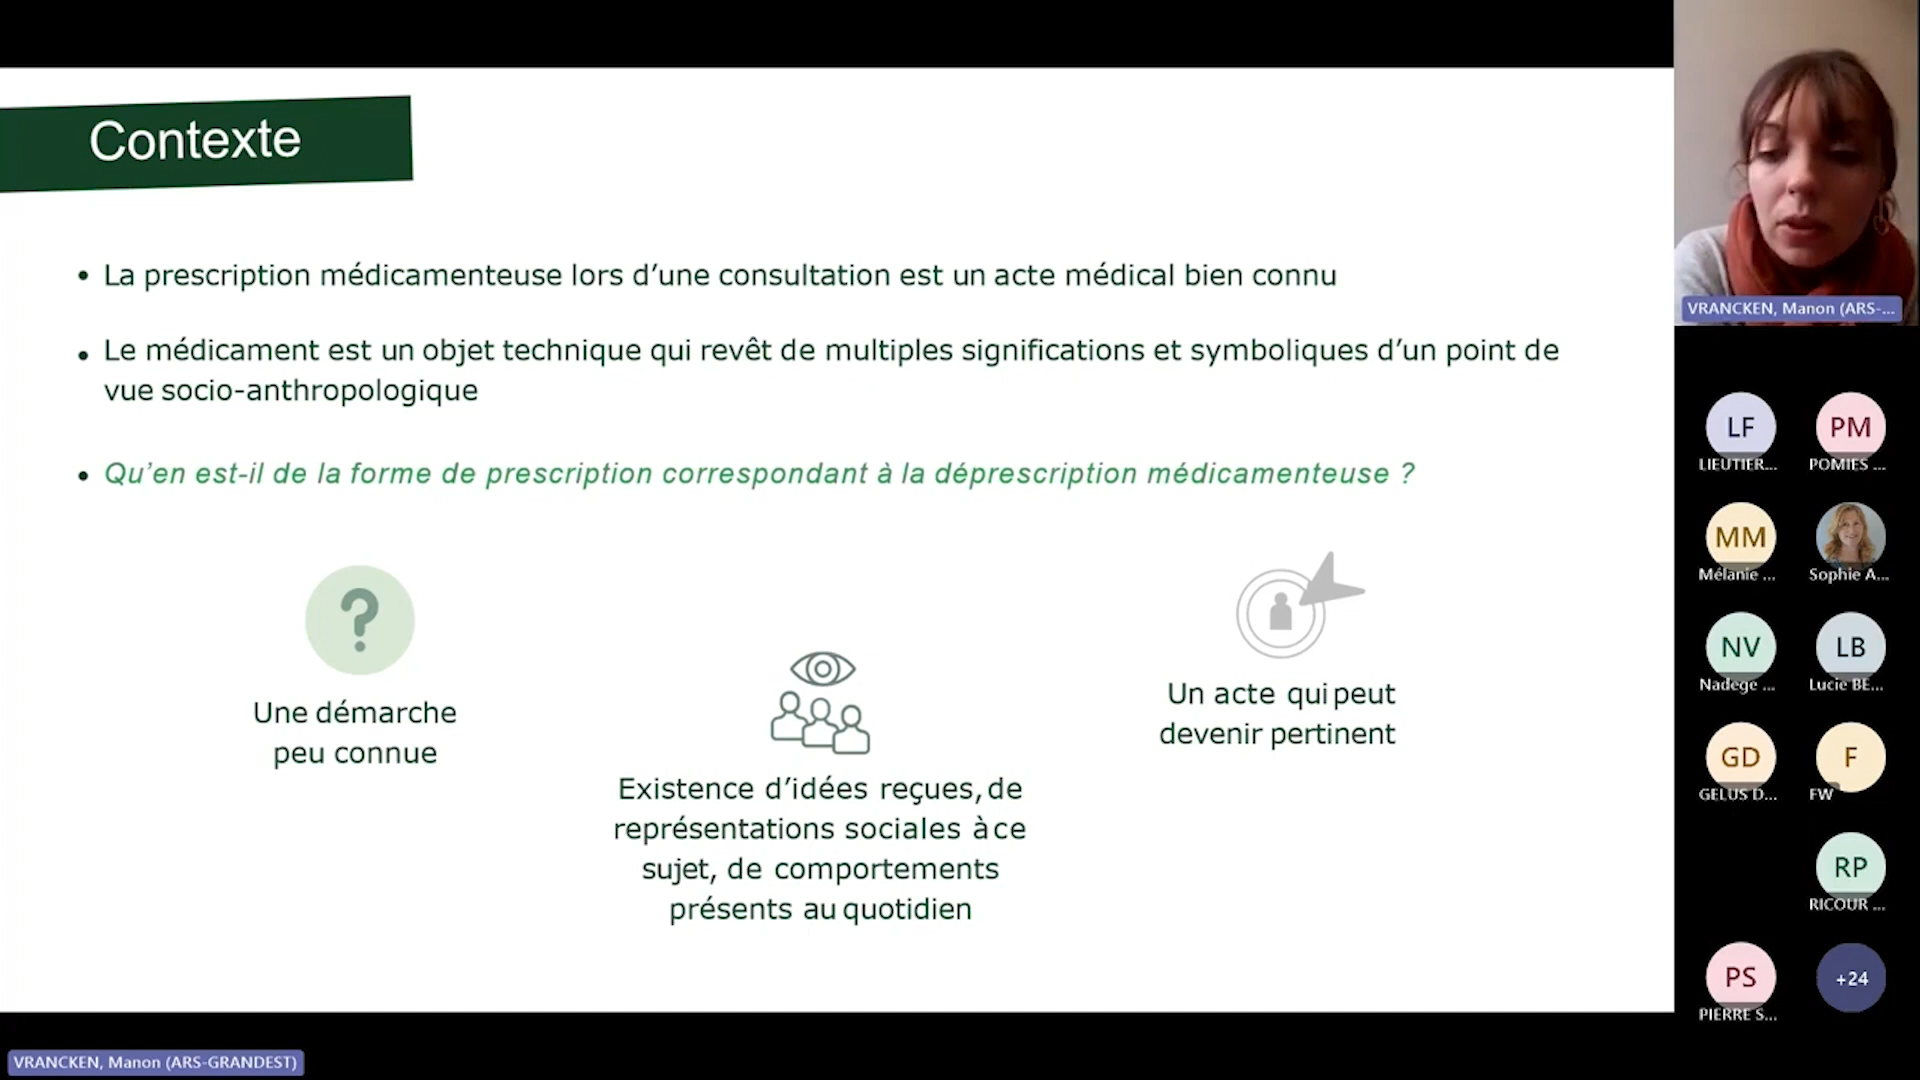 Contexte
• La prescription médicamenteuse lors d’une consultation est un acte médical bien connu
• Le médicament est un objet technique qui revêt de multiples significations et symboliques d’un point de
vue socio-anthropologique
• Qu’en est-il de la forme de prescription correspondant à la déprescription médicamenteuse ?
?
Une démarche
peu connue
Existence d’idées reçues, de
représentations sociales à ce
sujet, de comportements
présents au quotidien
Un acte qui peut
devenir pertinent
VRANCKEN, Manon (ARS-GRANDEST)
VRANCKEN, Manon (ARS-...
LF
LIEUTIER...
PM
POMIES ...
MM
Mélanie ...
Sophie A...
NV
Nadege ...
LB
Lucie BE...
GD
GELUS D...
F
FW
RP
RICOUR ...
PS
PIERRE S...
+24